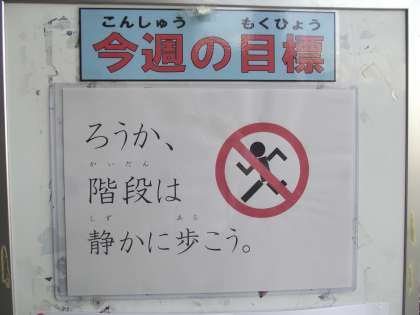 こんしゅう もくひょう
今週の目標
ろうか、
かいだん
階段は
しず ある
静かに歩こう。